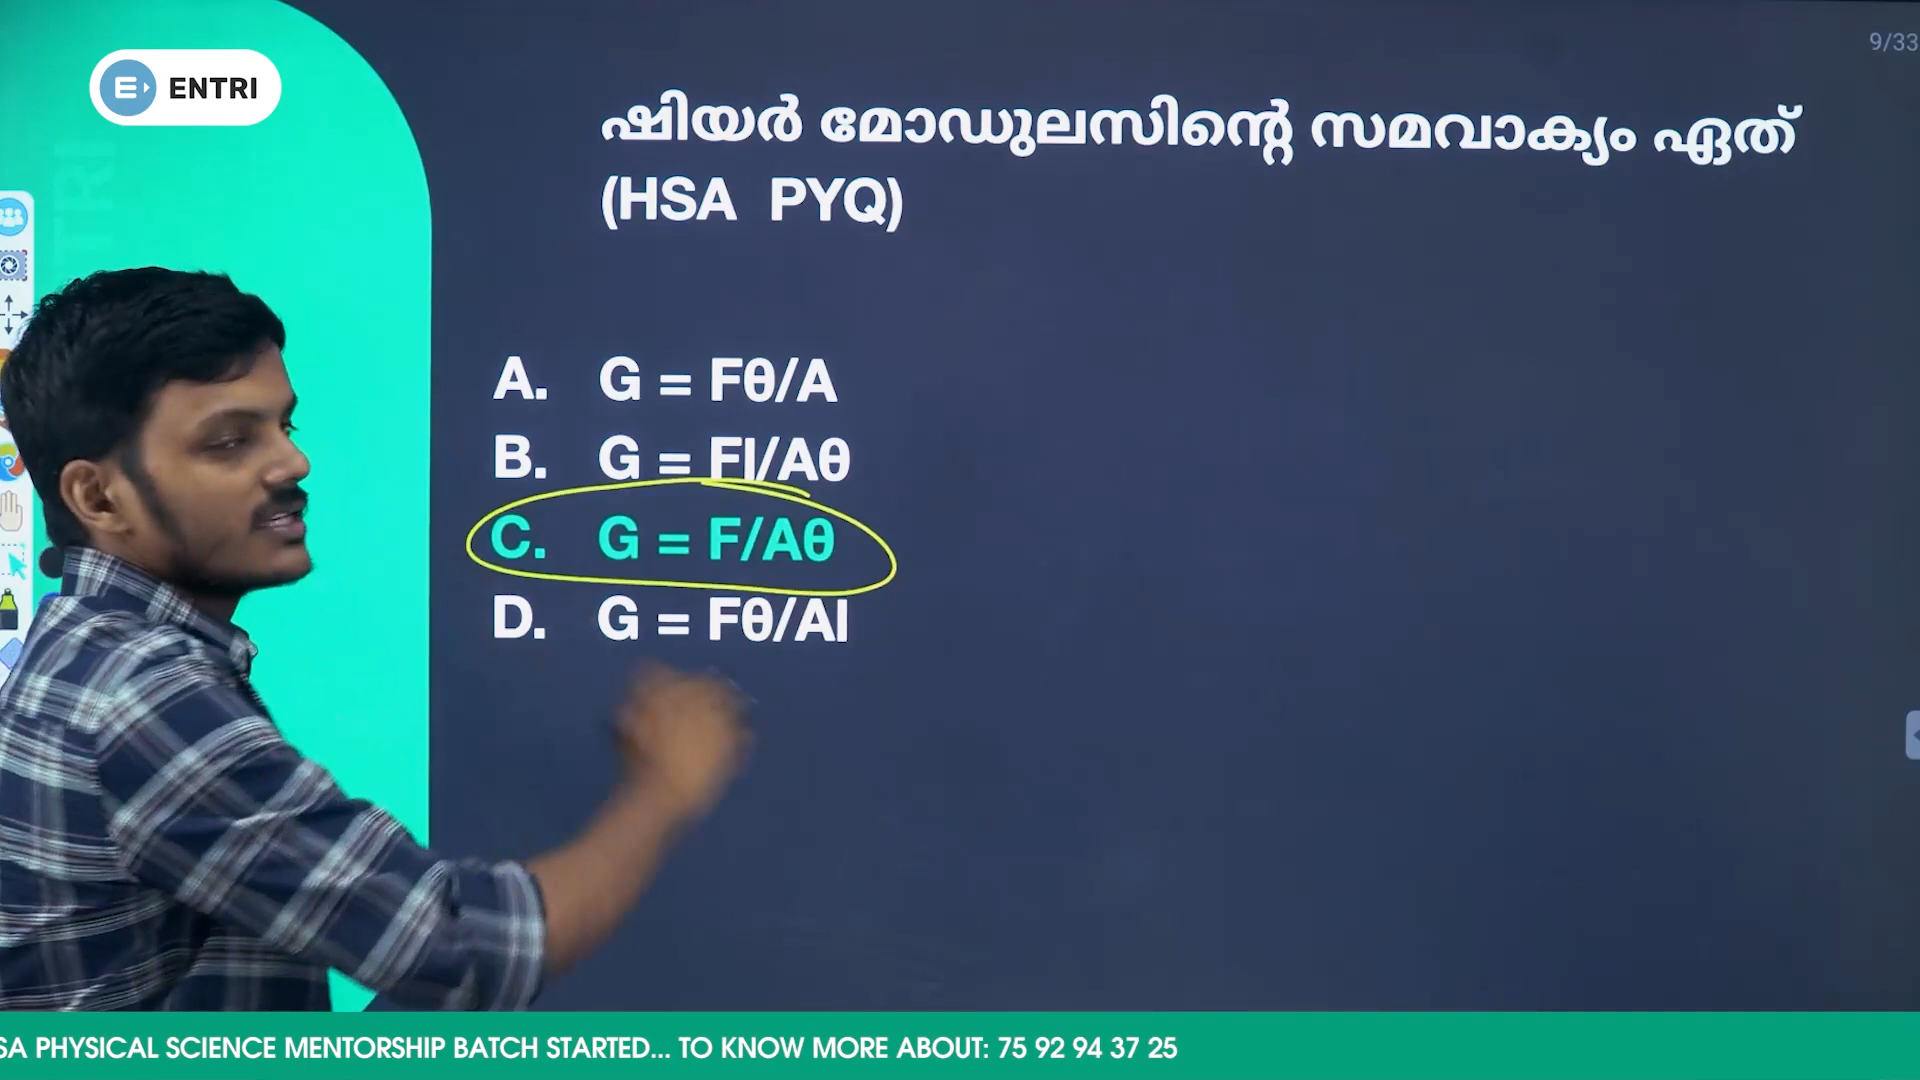 ENTRI
9/33
ഷിയർ മോഡുലസിന്റെ സമവാക്യം ഏത്
(HSA PYQ)
A. G = Fθ/A
B. G = Fl/Aθ
C. G = F/Aθ
D. G = Fθ/Al
SA PHYSICAL SCIENCE MENTORSHIP BATCH STARTED... TO KNOW MORE ABOUT: 75 92 94 37 25